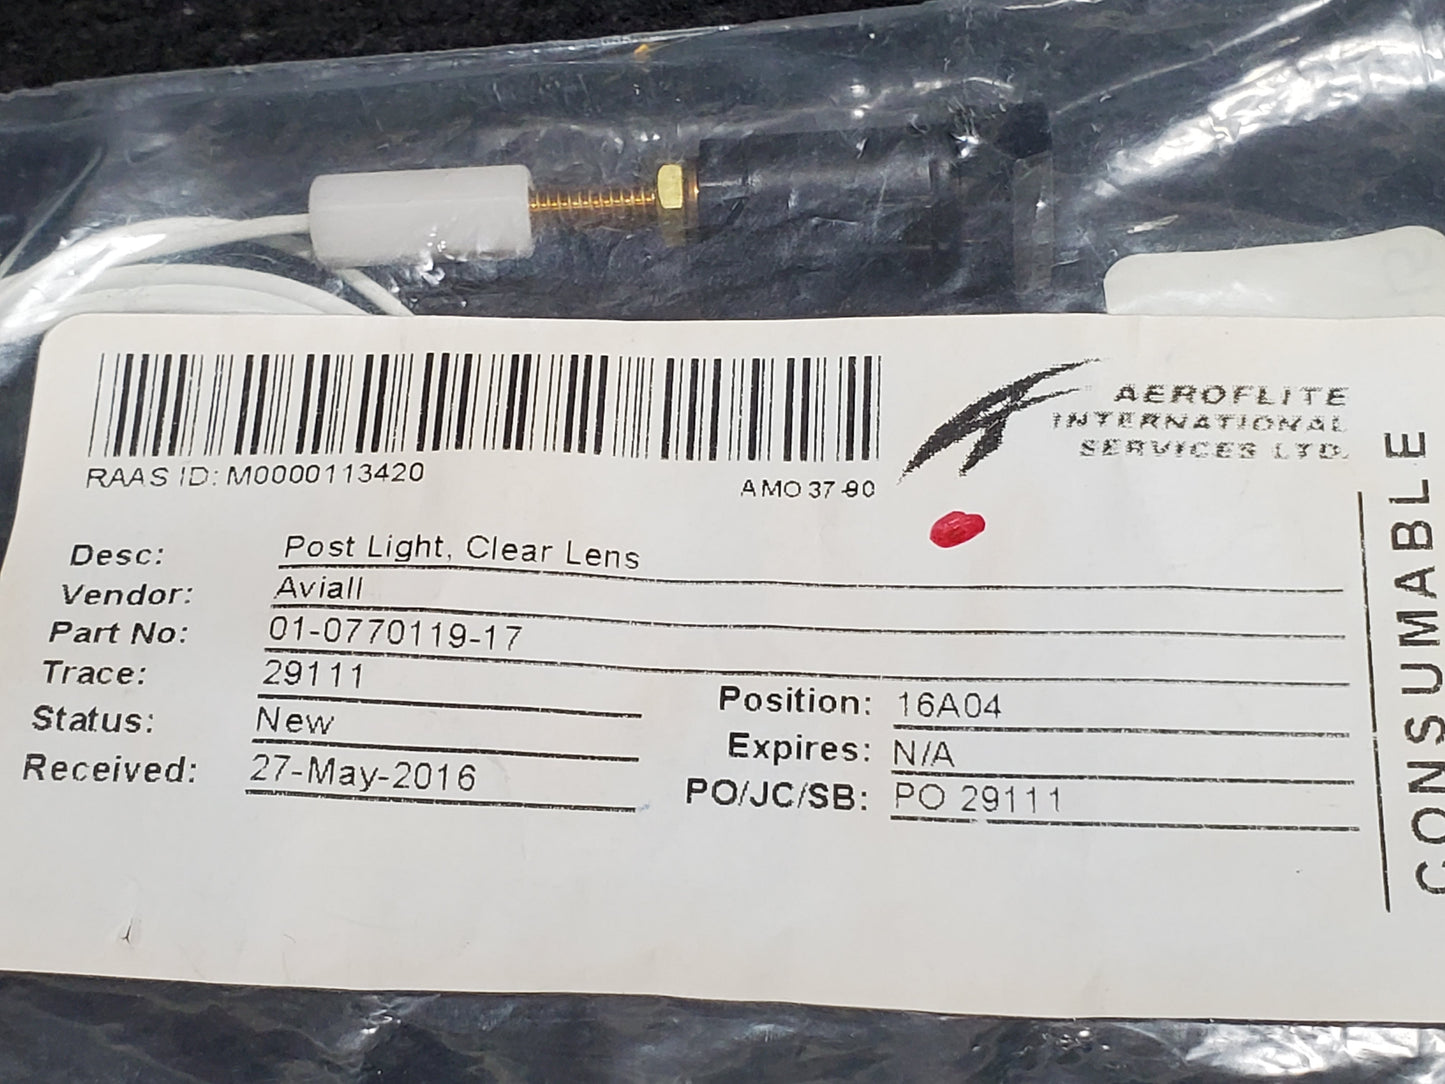 AEROFLITE
INTERNATIONAL
SERVICES LTD.
RAAS ID: M0000113420
AMO 37-90
Desc: Post Light, Clear Lens
Vendor: Aviall
Part No: 01-0770119-17
Trace: 29111
Status: New
Received: 27-May-2016
Position: 16A04
Expires: N/A
PO/JC/SB: PO 29111
CONSUMABLE